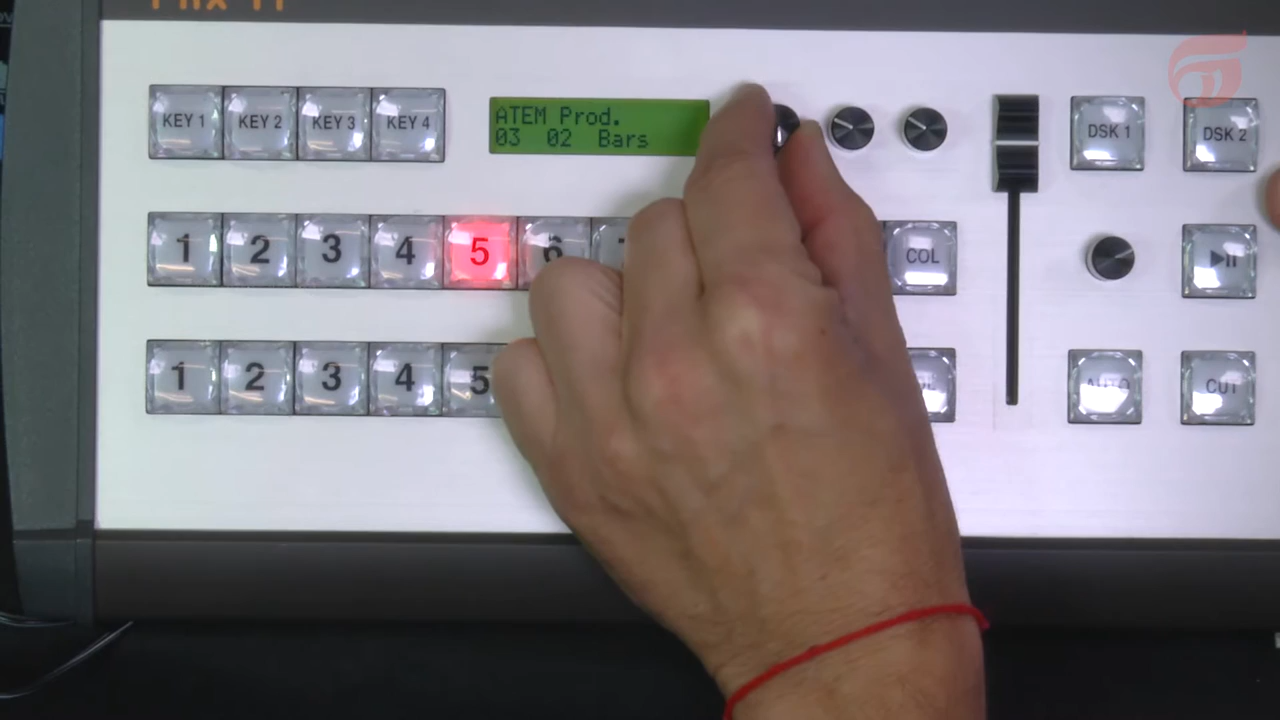 KEY 1 KEY 2 KEY 3 KEY 4
ATEM Prod.
03 02 Bars
DSK 1 DSK 2
1 2 3 4 5 6
COL
1 2 3 4 5
AUTO CUT